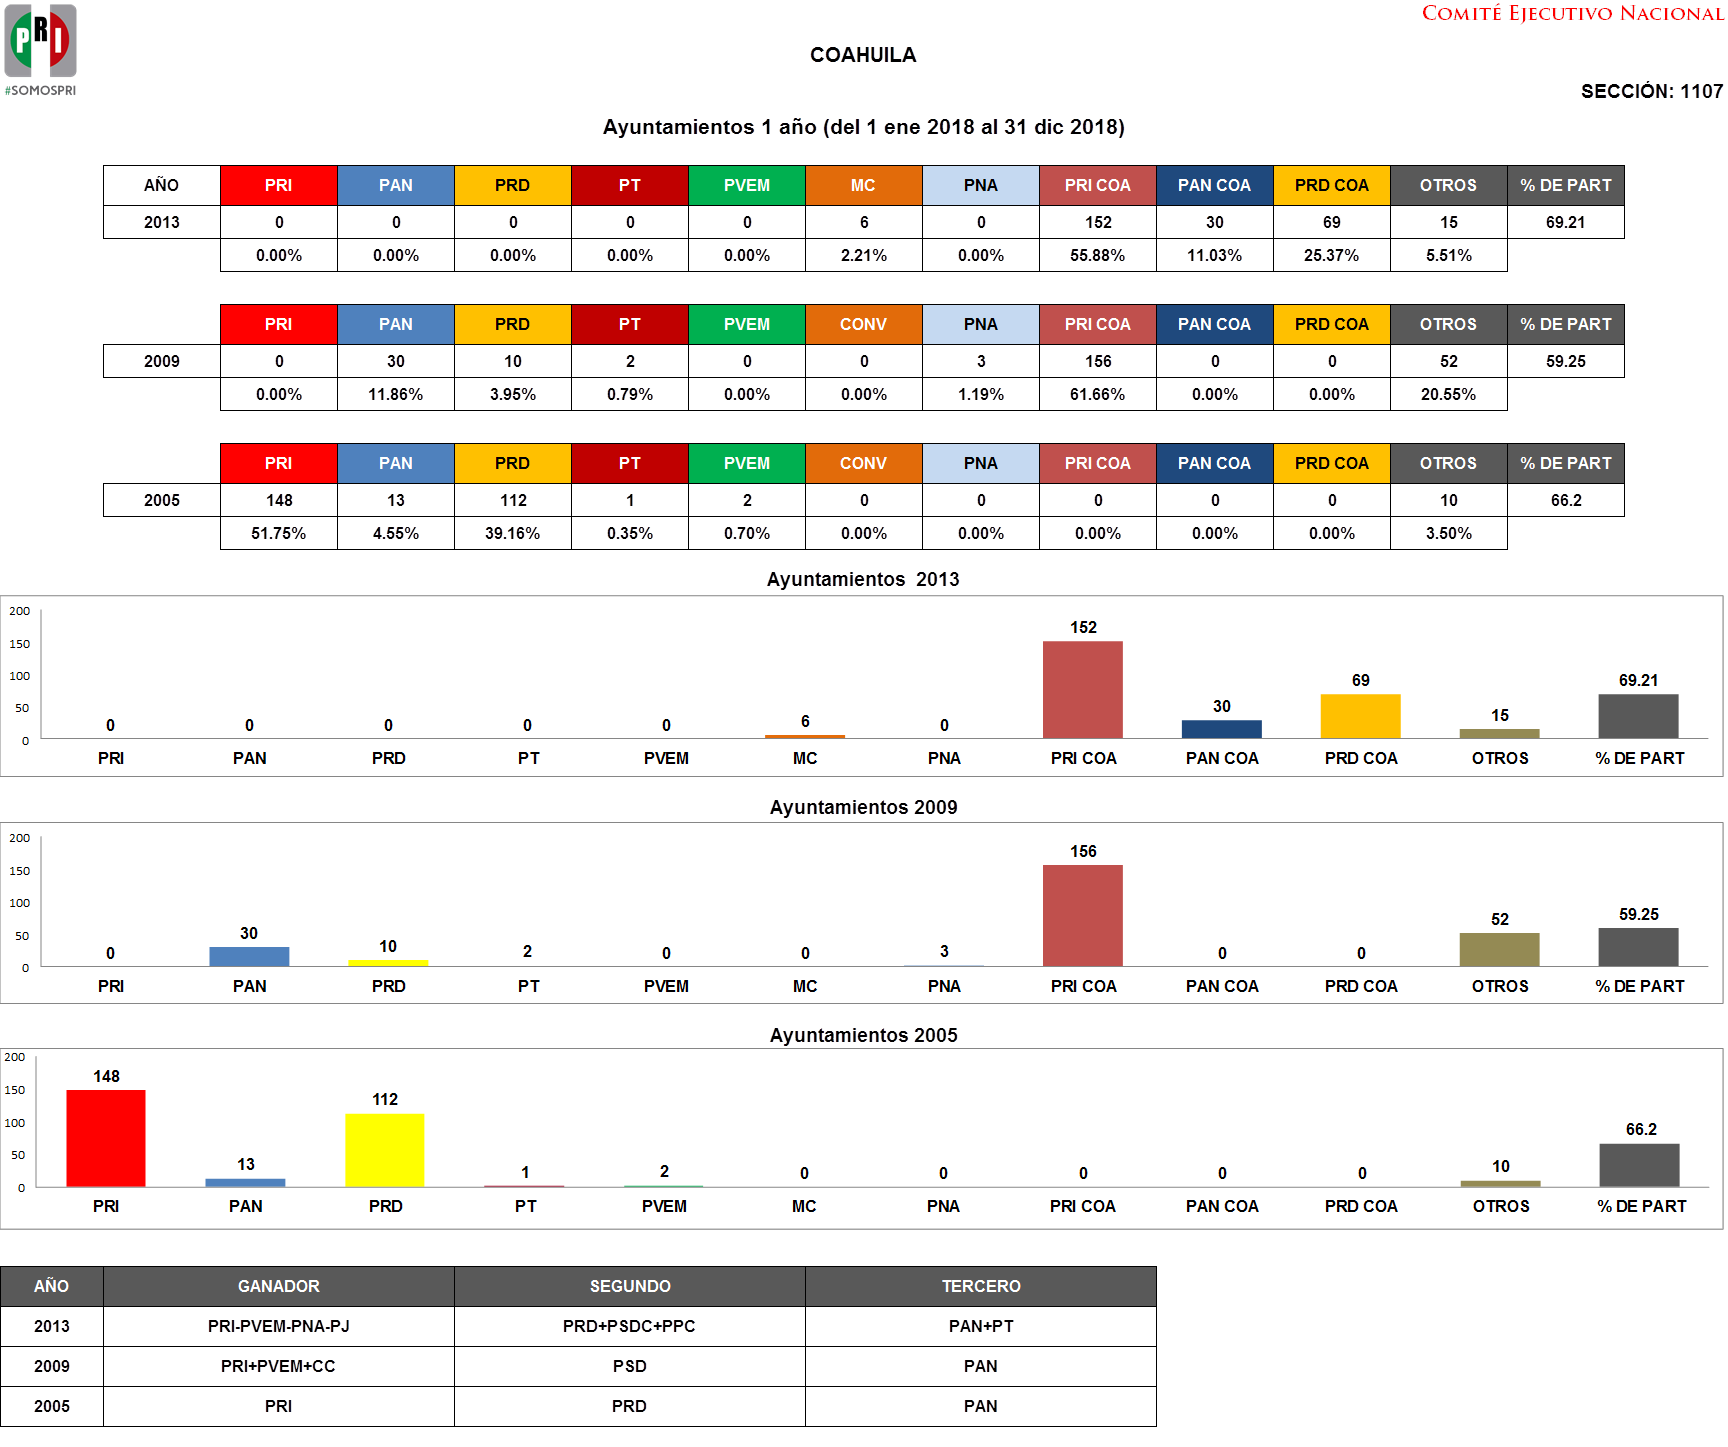 PRI
#SOMOSPRI
COMITÉ EJECUTIVO NACIONAL
COAHUILA
SECCIÓN: 1107
Ayuntamientos 1 año (del 1 ene 2018 al 31 dic 2018)
AÑO PRI PAN PRD PT PVEM MC PNA PRI COA PAN COA PRD COA OTROS % DE PART
2013 0 0 0 0 0 6 0 152 30 69 15 69.21
0.00% 0.00% 0.00% 0.00% 0.00% 2.21% 0.00% 55.88% 11.03% 25.37% 5.51%
PRI PAN PRD PT PVEM CONV PNA PRI COA PAN COA PRD COA OTROS % DE PART
2009 0 30 10 2 0 0 3 156 0 0 52 59.25
0.00% 11.86% 3.95% 0.79% 0.00% 0.00% 1.19% 61.66% 0.00% 0.00% 20.55%
PRI PAN PRD PT PVEM CONV PNA PRI COA PAN COA PRD COA OTROS % DE PART
2005 148 13 112 1 2 0 0 0 0 0 10 66.2
51.75% 4.55% 39.16% 0.35% 0.70% 0.00% 0.00% 0.00% 0.00% 0.00% 3.50%
Ayuntamientos 2013
200
150
100
50
0
0 0 0 0 0 6 0 152 30 69 15 69.21
PRI PAN PRD PT PVEM MC PNA PRI COA PAN COA PRD COA OTROS % DE PART
Ayuntamientos 2009
200
150
100
50
0
0 30 10 2 0 0 3 156 0 0 52 59.25
PRI PAN PRD PT PVEM MC PNA PRI COA PAN COA PRD COA OTROS % DE PART
Ayuntamientos 2005
200
150
100
50
0
148 13 112 1 2 0 0 0 0 0 10 66.2
PRI PAN PRD PT PVEM MC PNA PRI COA PAN COA PRD COA OTROS % DE PART
AÑO GANADOR SEGUNDO TERCERO
2013 PRI-PVEM-PNA-PJ PRD+PSDC+PPC PAN+PT
2009 PRI+PVEM+CC PSD PAN
2005 PRI PRD PAN